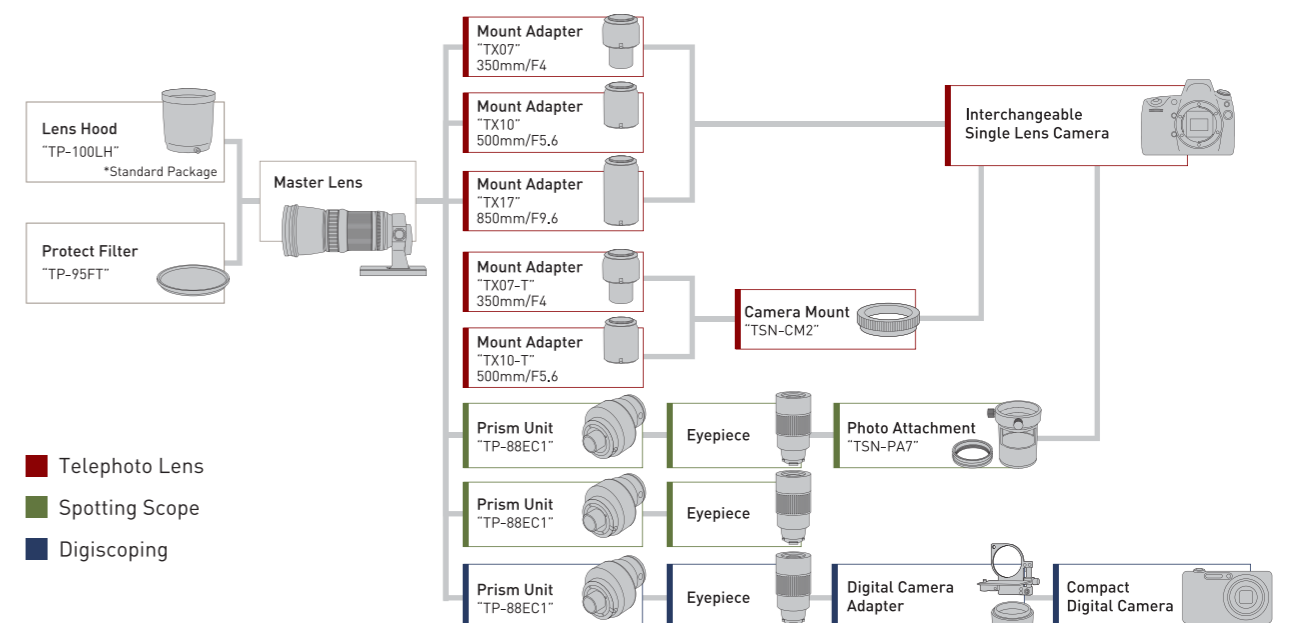 Lens Hood
"TP-100LH"
*Standard Package
Protect Filter
"TP-95FT"
Master Lens
Mount Adapter
"TX07"
350mm/F4
Mount Adapter
"TX10"
500mm/F5.6
Mount Adapter
"TX17"
850mm/F9.6
Mount Adapter
"TX07-T"
350mm/F4
Mount Adapter
"TX10-T"
500mm/F5.6
Camera Mount
"TSN-CM2"
Interchangeable
Single Lens Camera
Prism Unit
"TP-88EC1"
Eyepiece
Photo Attachment
"TSN-PA7"
Prism Unit
"TP-88EC1"
Eyepiece
Prism Unit
"TP-88EC1"
Eyepiece
Digital Camera
Adapter
Compact
Digital Camera
Telephoto Lens
Spotting Scope
Digiscoping